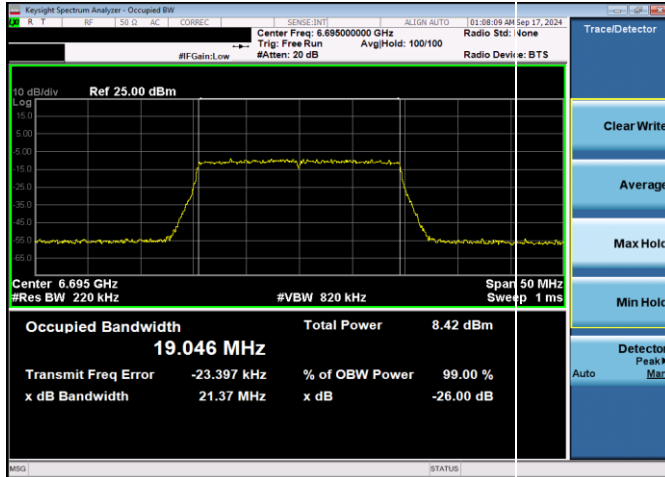 Keysight Spectrum Analyzer - Occupied BW
R T RF 50 Ω AC CORREC SENSE:INT ALIGN AUTO 01:08:09 AM Sep 17, 2024
Center Freq: 6.695000000 GHz Radio Std: None
Trig: Free Run Avg|Hold: 100/100
#IFGain:Low #Atten: 20 dB Radio Device: BTS
Trace/Detector
10 dB/div Ref 25.00 dBm
Log
15.0
5.00
-5.00
-15.0
-25.0
-35.0
-45.0
-55.0
-65.0
Center 6.695 GHz Span 50 MHz
#Res BW 220 kHz #VBW 820 kHz Sweep 1 ms
Occupied Bandwidth Total Power 8.42 dBm
19.046 MHz
Transmit Freq Error -23.397 kHz % of OBW Power 99.00 %
x dB Bandwidth 21.37 MHz x dB -26.00 dB
Clear Write
Average
Max Hold
Min Hold
Detector
Peak
Auto Man
MSG STATUS